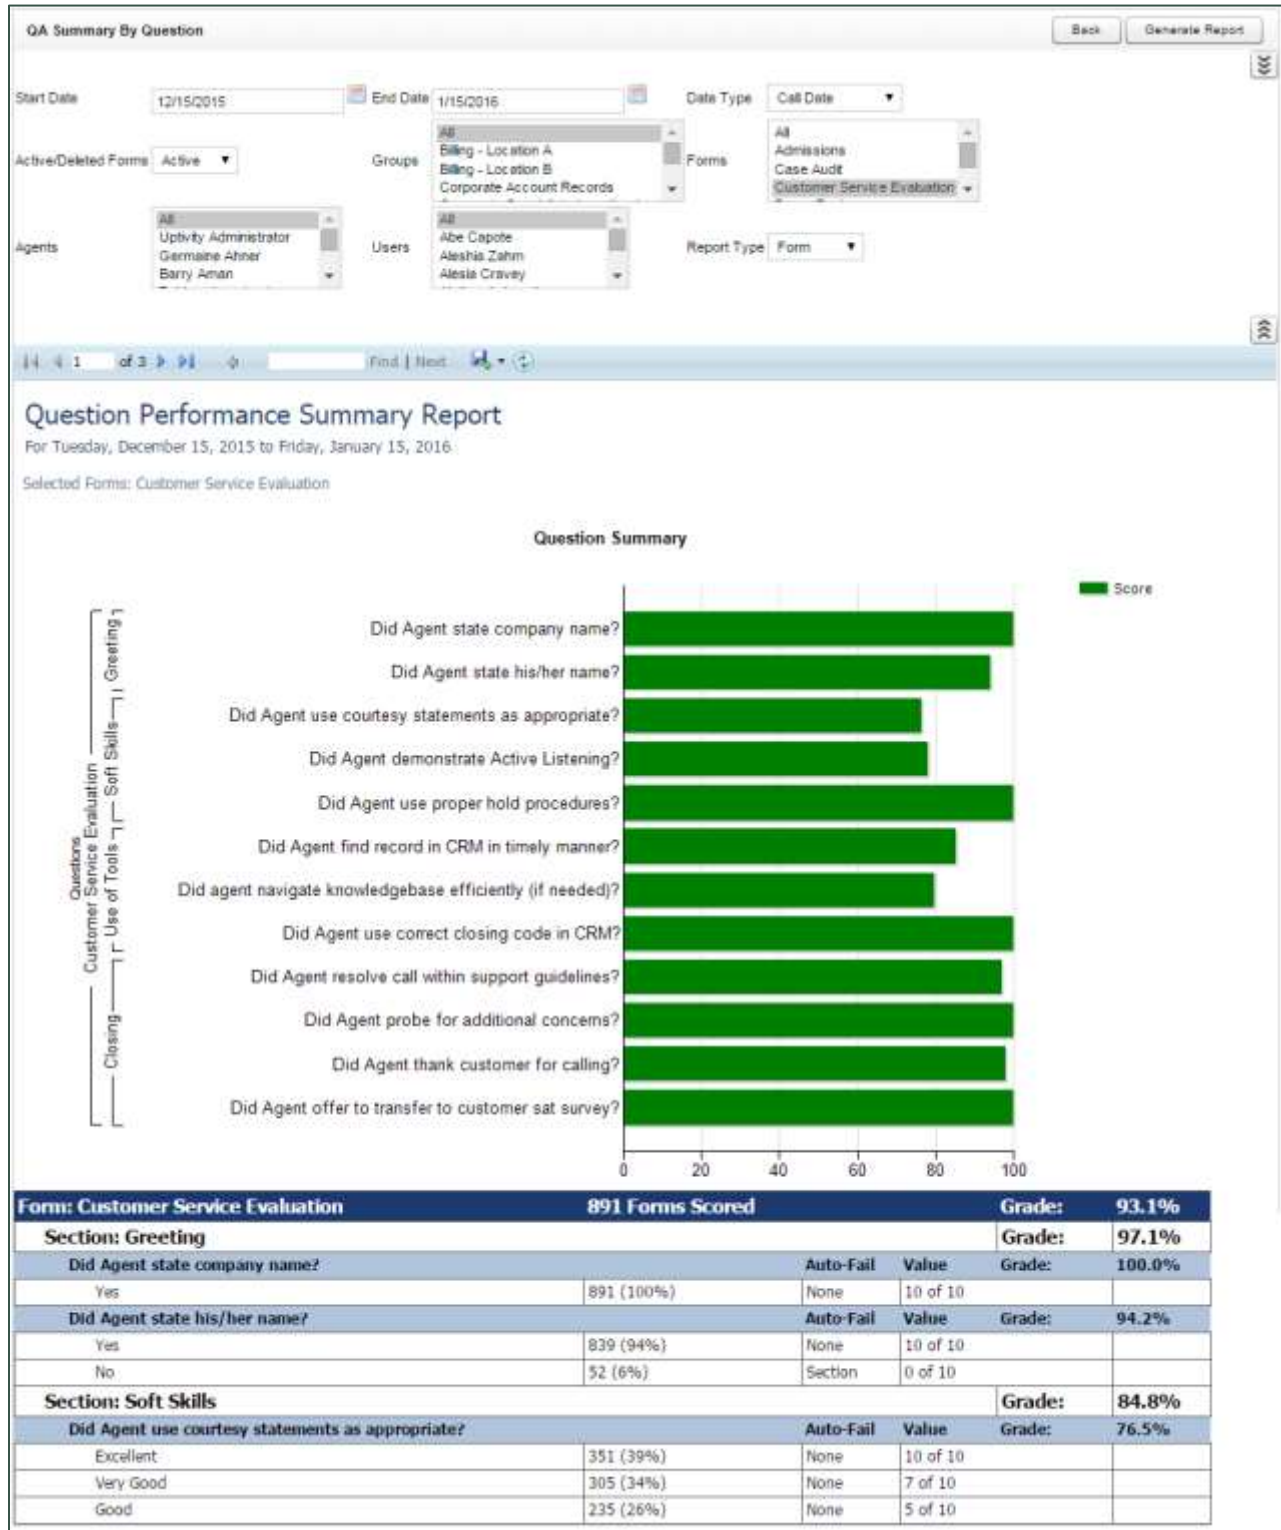 QA Summary By Question Back Generate Report
Start Date 12/15/2015 End Date 1/15/2016 Date Type Call Date
Active/Deleted Forms Active Groups All Forms All
Billing - Location A Admissions
Billing - Location B Case Audit
Corporate Account Records Customer Service Evaluation
Agents All Users All Report Type Form
Uptivity Administrator Abe Capote
Germaine Ahner Aleshia Zahm
Barry Aman Alesia Cravey
1 of 3 Find | Next
Question Performance Summary Report
For Tuesday, December 15, 2015 to Friday, January 15, 2016
Selected Forms: Customer Service Evaluation
Question Summary
Score
Questions
Customer Service Evaluation
Greeting
Soft Skills
Use of Tools
Closing
Did Agent state company name?
Did Agent state his/her name?
Did Agent use courtesy statements as appropriate?
Did Agent demonstrate Active Listening?
Did Agent use proper hold procedures?
Did Agent find record in CRM in timely manner?
Did agent navigate knowledgebase efficiently (if needed)?
Did Agent use correct closing code in CRM?
Did Agent resolve call within support guidelines?
Did Agent probe for additional concerns?
Did Agent thank customer for calling?
Did Agent offer to transfer to customer sat survey?
0 20 40 60 80 100
Form: Customer Service Evaluation 891 Forms Scored Grade: 93.1%
Section: Greeting Grade: 97.1%
Did Agent state company name? Auto-Fail Value Grade: 100.0%
Yes 891 (100%) None 10 of 10
Did Agent state his/her name? Auto-Fail Value Grade: 94.2%
Yes 839 (94%) None 10 of 10
No 52 (6%) Section 0 of 10
Section: Soft Skills Grade: 84.8%
Did Agent use courtesy statements as appropriate? Auto-Fail Value Grade: 76.5%
Excellent 351 (39%) None 10 of 10
Very Good 305 (34%) None 7 of 10
Good 235 (26%) None 5 of 10